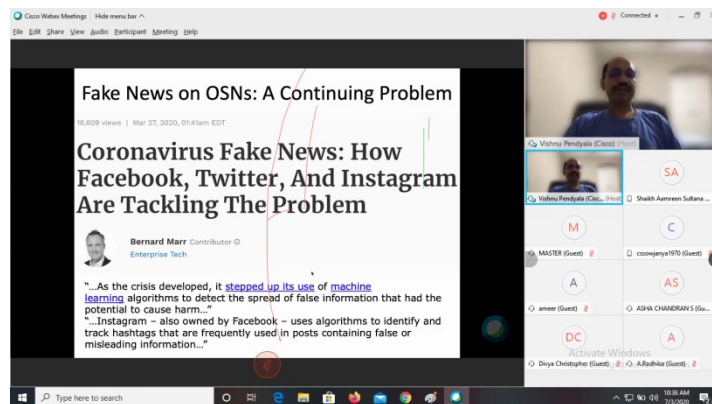 Cisco Webex Meetings Hide menu bar ^
Connected
File Edit Share View Audio Participant Meeting Help
Fake News on OSNs: A Continuing Problem
16,609 views | Mar 27, 2020, 01:41am EDT
Coronavirus Fake News: How
Facebook, Twitter, And Instagram
Are Tackling The Problem
Bernard Marr Contributor
Enterprise Tech
“...As the crisis developed, it stepped up its use of machine
learning algorithms to detect the spread of false information that had the
potential to cause harm...”
“...Instagram – also owned by Facebook – uses algorithms to identify and
track hashtags that are frequently used in posts containing false or
misleading information...”
Vishnu Pendyala (Cisco) (Host)
Vishnu Pendyala (Cisc... (Host)
SA
Shaikh Aamreen Sultana ...
M
MASTER (Guest)
C
cssowjanya1970 (Guest)
A
ameer (Guest)
AS
ASHA CHANDRAN S (Gu...
DC
Divya Christopher (Guest)
A
A.Radhika (Guest)
Activate Windows
Type here to search
10:36 AM
7/3/2020